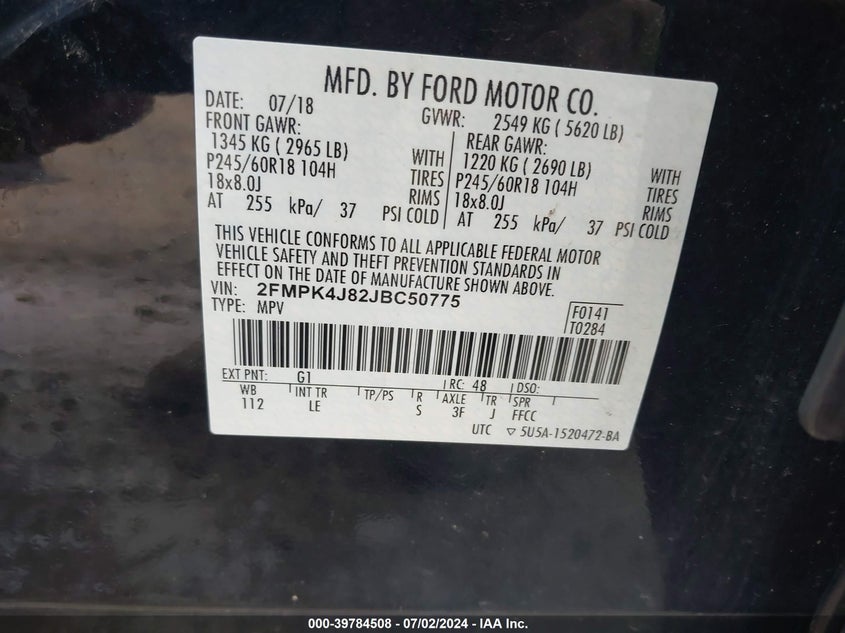 MFD. BY FORD MOTOR CO.
DATE: 07/18 GVWR: 2549 KG ( 5620 LB)
FRONT GAWR: REAR GAWR:
1345 KG ( 2965 LB) WITH 1220 KG ( 2690 LB) WITH
P245/60R18 104H TIRES P245/60R18 104H TIRES
18x8.0J RIMS 18x8.0J RIMS
AT 255 kPa/ 37 PSI COLD AT 255 kPa/ 37 PSI COLD
THIS VEHICLE CONFORMS TO ALL APPLICABLE FEDERAL MOTOR
VEHICLE SAFETY AND THEFT PREVENTION STANDARDS IN
EFFECT ON THE DATE OF MANUFACTURE SHOWN ABOVE.
VIN: 2FMPK4J82JBC50775
TYPE: MPV
F0141
T0284
EXT PNT: G1 RC: 48 DSO:
WB INT TR TP/PS R AXLE TR SPR
112 LE S 3F J FFCC
UTC ▽ 5U5A-1520472-BA
000-39784508 - 07/02/2024 - IAA Inc.